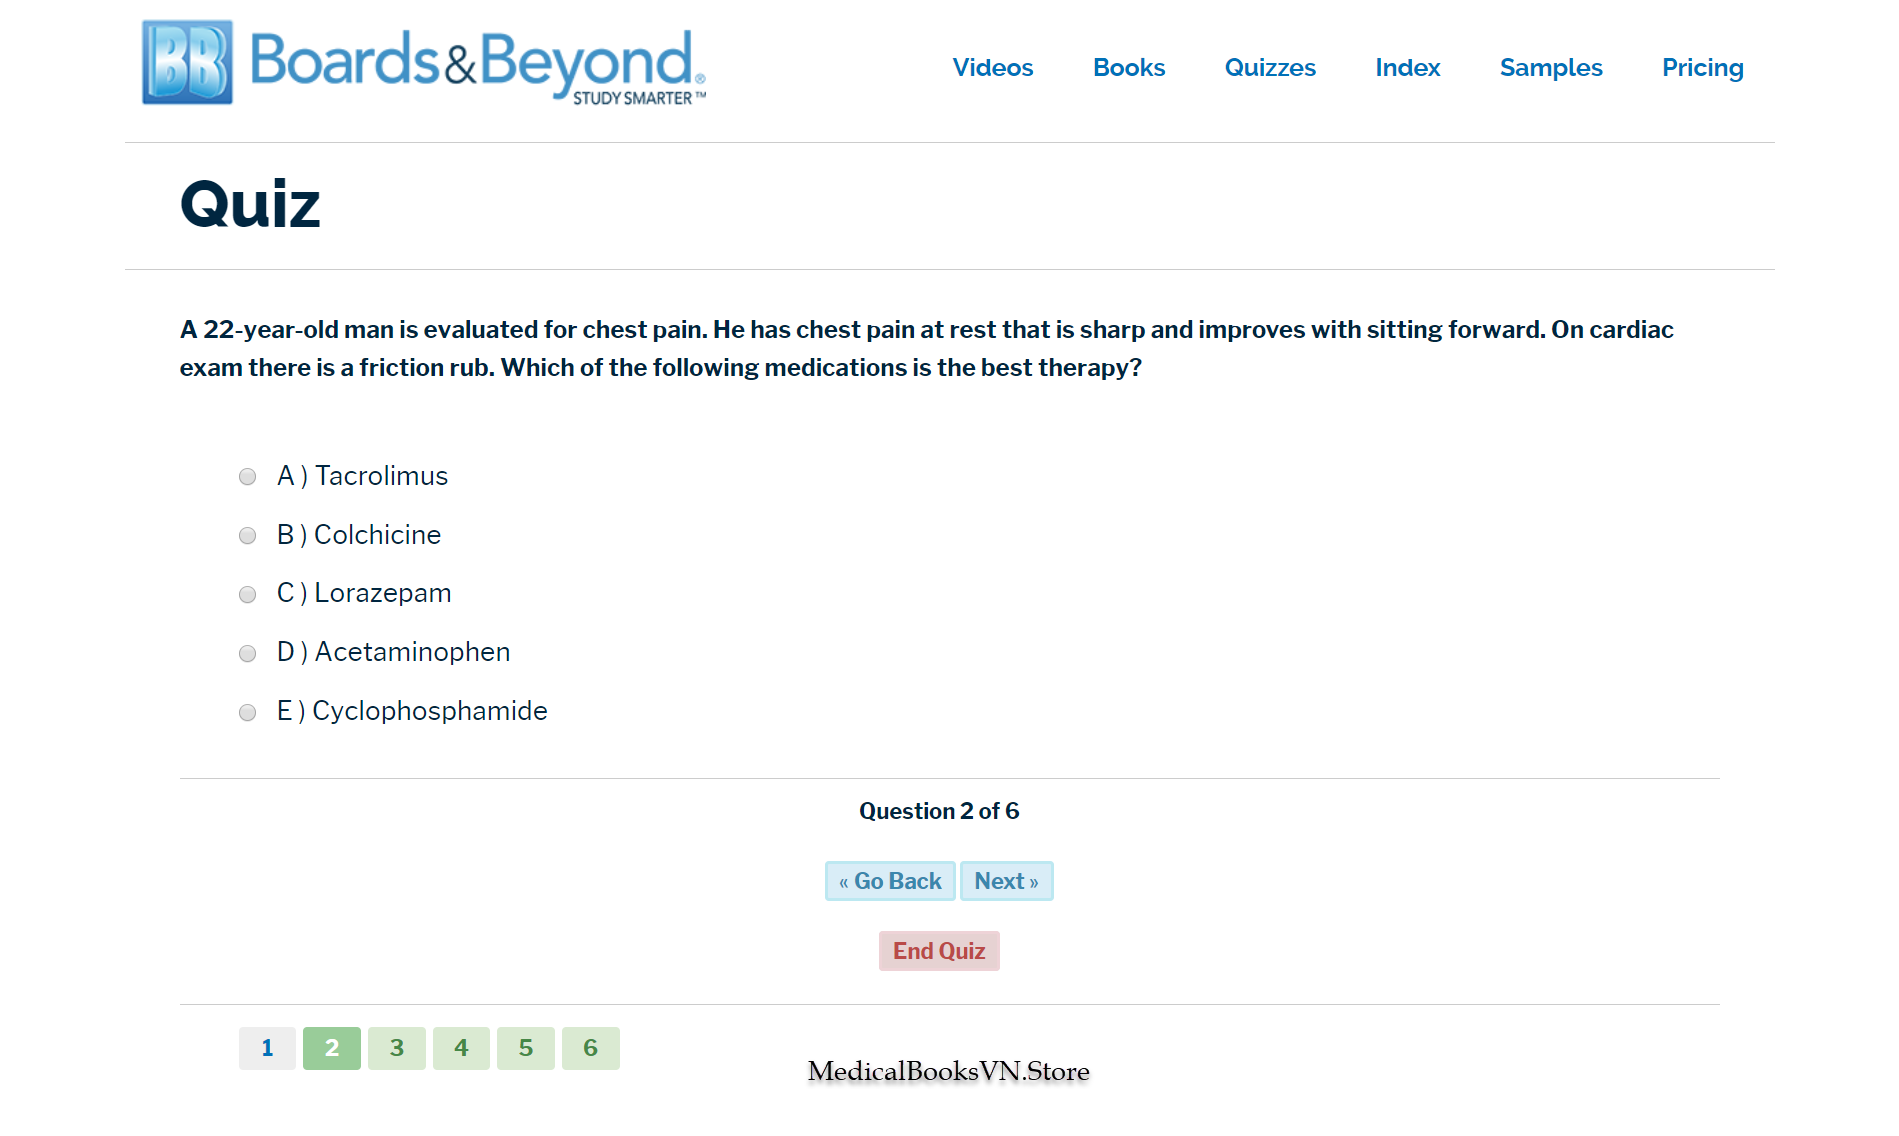 BB Boards&Beyond®
STUDY SMARTER™
Videos Books Quizzes Index Samples Pricing
Quiz
A 22-year-old man is evaluated for chest pain. He has chest pain at rest that is sharp and improves with sitting forward. On cardiac
exam there is a friction rub. Which of the following medications is the best therapy?
A ) Tacrolimus
B ) Colchicine
C ) Lorazepam
D ) Acetaminophen
E ) Cyclophosphamide
Question 2 of 6
« Go Back Next »
End Quiz
1 2 3 4 5 6
MedicalBooksVN.Store